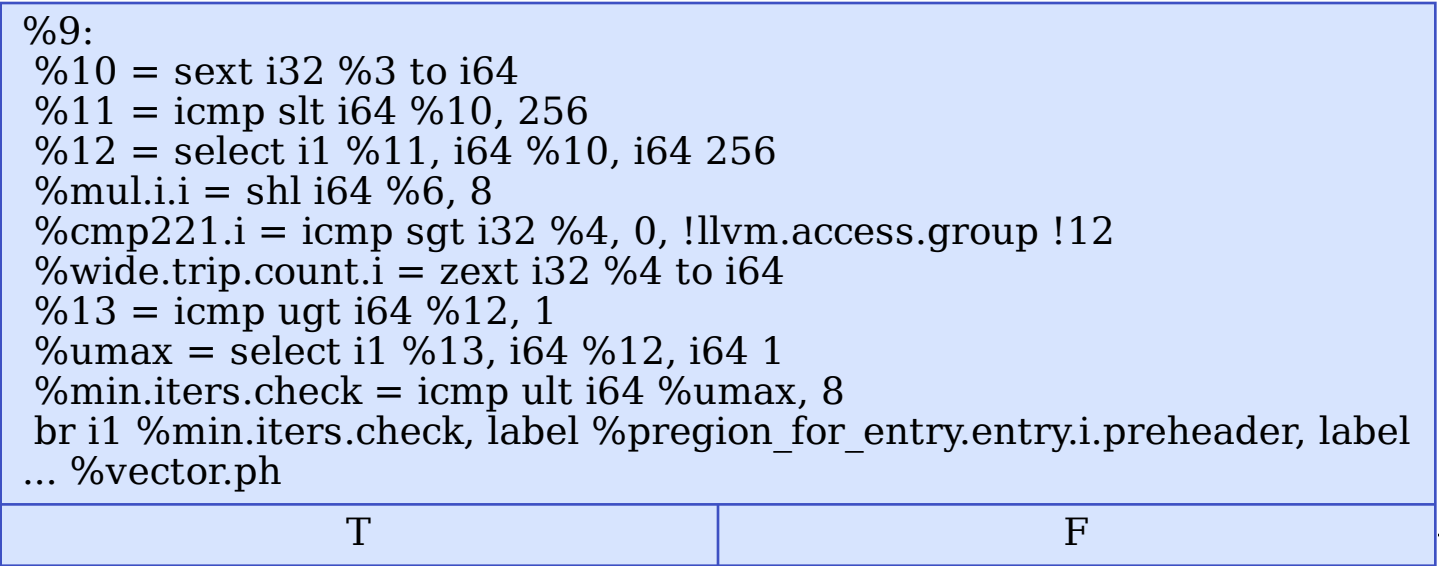 %9:
%10 = sext i32 %3 to i64
%11 = icmp slt i64 %10, 256
%12 = select i1 %11, i64 %10, i64 256
%mul.i.i = shl i64 %6, 8
%cmp221.i = icmp sgt i32 %4, 0, !llvm.access.group !12
%wide.trip.count.i = zext i32 %4 to i64
%13 = icmp ugt i64 %12, 1
%umax = select i1 %13, i64 %12, i64 1
%min.iters.check = icmp ult i64 %umax, 8
br i1 %min.iters.check, label %pregion_for_entry.entry.i.preheader, label
... %vector.ph
T F